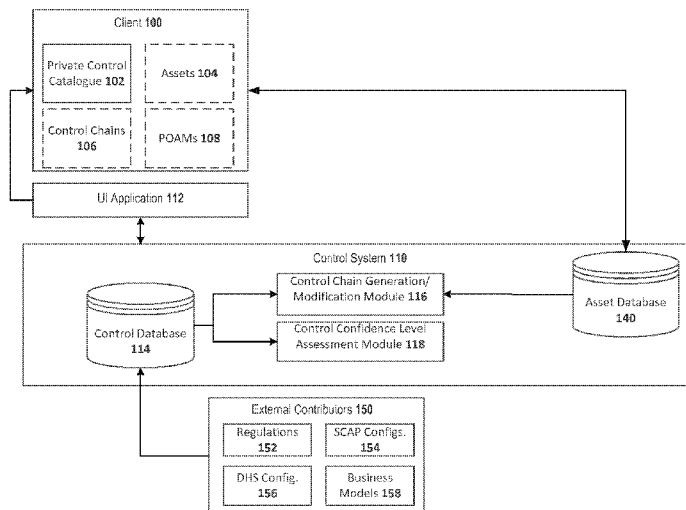 Client 100
Private Control
Catalogue 102
Assets 104
Control Chains
106
POAMs 108
UI Application 112
Control System 110
Control Database
114
Control Chain Generation/
Modification Module 116
Control Confidence Level
Assessment Module 118
Asset Database
140
External Contributors 150
Regulations
152
SCAP Configs.
154
DHS Config.
156
Business
Models 158